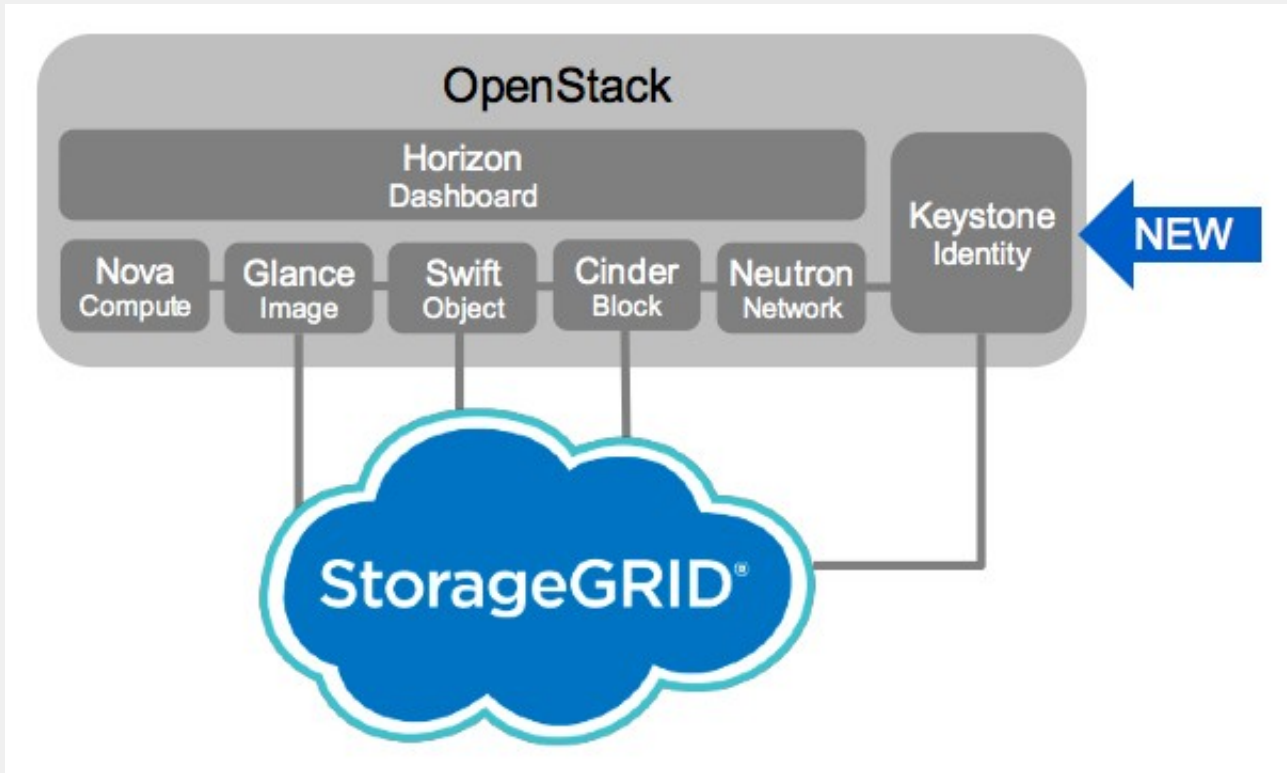 OpenStack
Horizon
Dashboard
Nova
Compute
Glance
Image
Swift
Object
Cinder
Block
Neutron
Network
Keystone
Identity
NEW
StorageGRID®